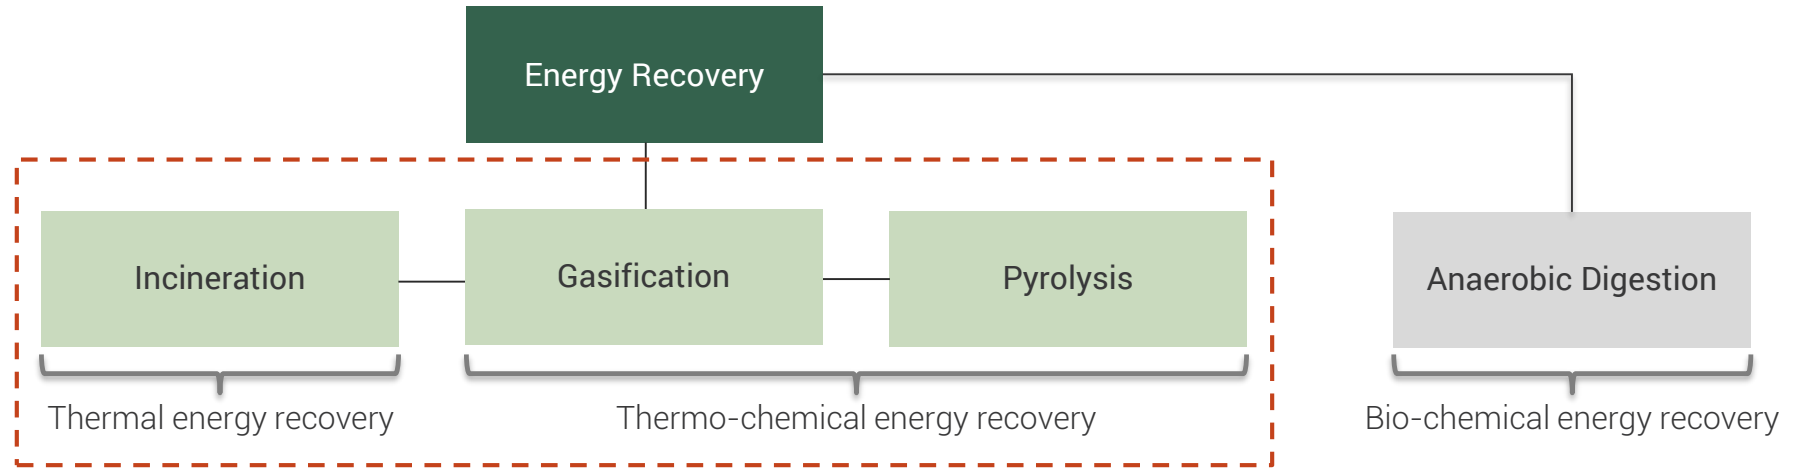 Energy Recovery
Incineration
Gasification
Pyrolysis
Anaerobic Digestion
Thermal energy recovery
Thermo-chemical energy recovery
Bio-chemical energy recovery